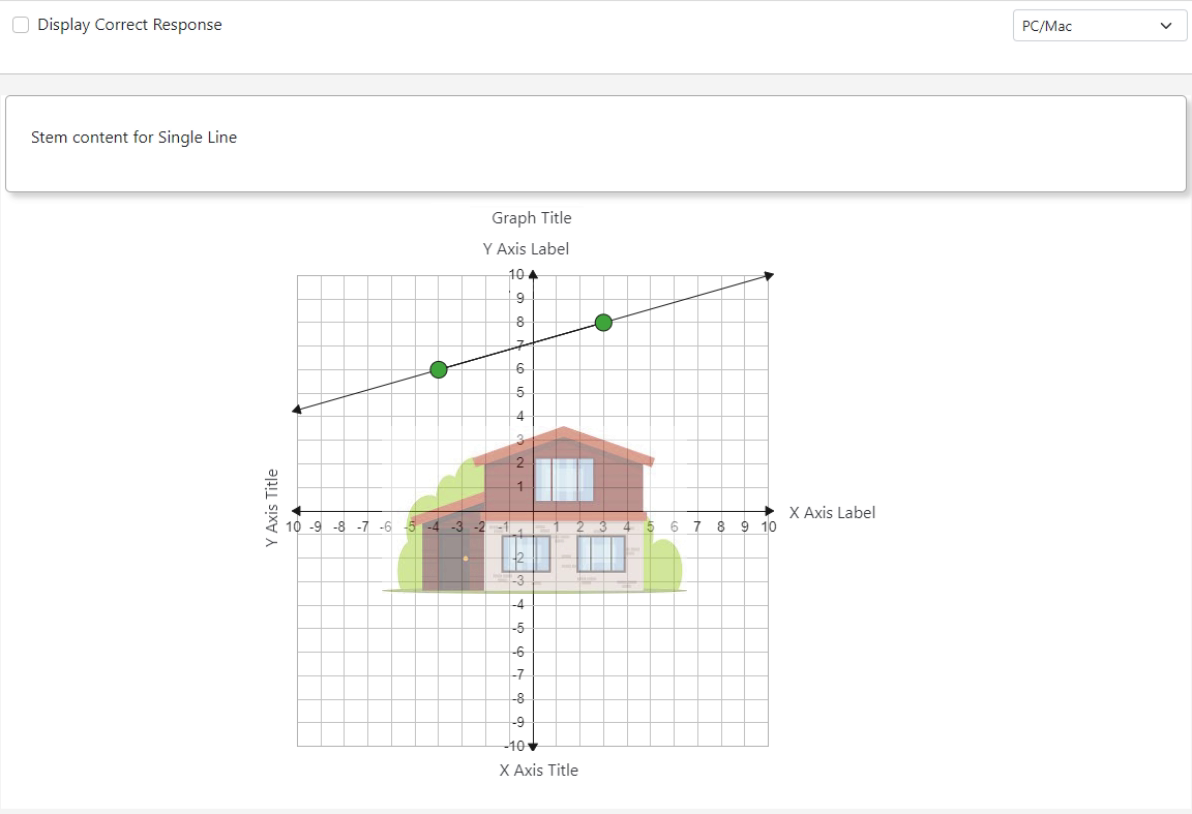 Display Correct Response
PC/Mac
Stem content for Single Line
Graph Title
Y Axis Label
10
9
8
7
6
5
4
3
2
1
Y Axis Title
10 -9 -8 -7 -6 -5 -4 -3 -2 -1 1 2 3 4 5 6 7 8 9 10
X Axis Label
-1
-2
-3
-4
-5
-6
-7
-8
-9
-10
X Axis Title